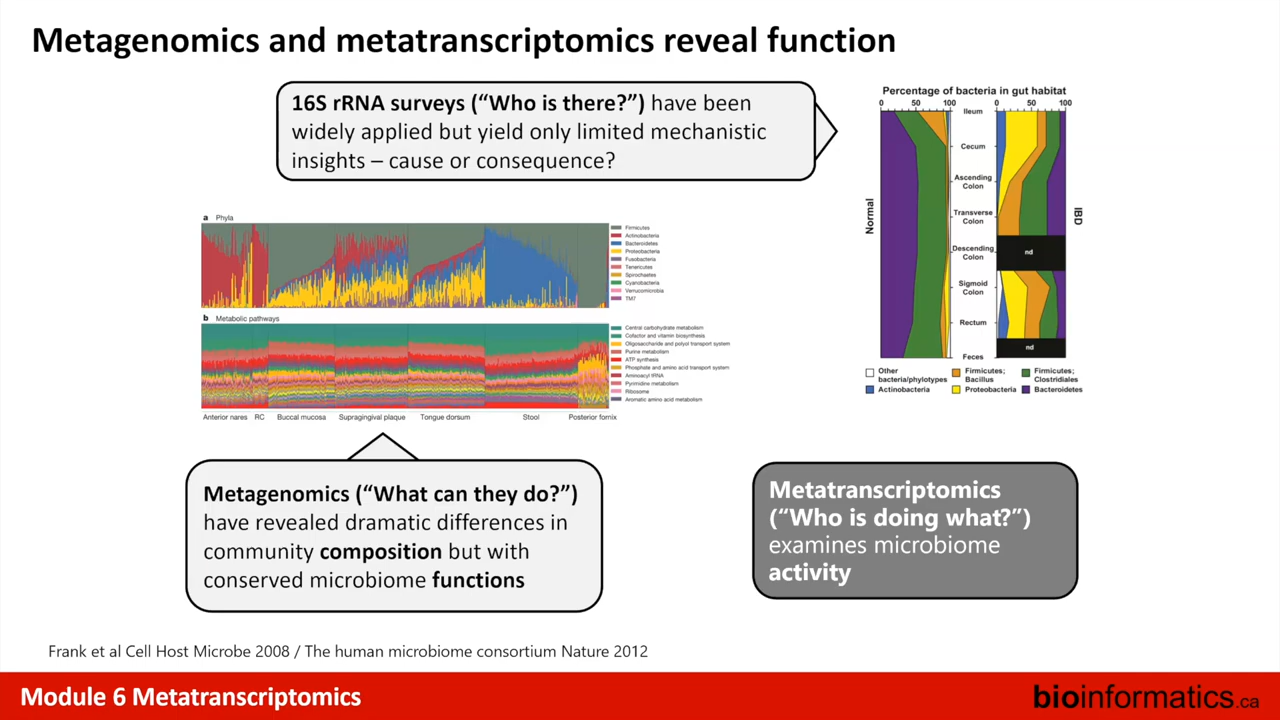 Metagenomics and metatranscriptomics reveal function
16S rRNA surveys (“Who is there?”) have been
widely applied but yield only limited mechanistic
insights – cause or consequence?
Percentage of bacteria in gut habitat
0 50 100 0 50 100
Ileum
Cecum
Ascending
Colon
Transverse
Colon
Descending
Colon
Sigmoid
Colon
Rectum
Feces
Normal
IBD
nd
nd
Other
bacteria/phylotypes
Firmicutes;
Bacillus
Firmicutes;
Clostridiales
Actinobacteria
Proteobacteria
Bacteroidetes
a Phyla
Firmicutes
Actinobacteria
Bacteroidetes
Proteobacteria
Fusobacteria
Tenericutes
Spirochaetes
Cyanobacteria
Verrucomicrobia
TM7
b Metabolic pathways
Central carbohydrate metabolism
Cofactor and vitamin biosynthesis
Oligosaccharide and polyol transport system
Purine metabolism
ATP synthesis
Phosphate and amino acid transport system
Aminoacyl tRNA
Pyrimidine metabolism
Ribosome
Aromatic amino acid metabolism
Anterior nares RC Buccal mucosa Supragingival plaque Tongue dorsum Stool Posterior fornix
Metagenomics (“What can they do?”)
have revealed dramatic differences in
community composition but with
conserved microbiome functions
Metatranscriptomics
(“Who is doing what?”)
examines microbiome
activity
Frank et al Cell Host Microbe 2008 / The human microbiome consortium Nature 2012
Module 6 Metatranscriptomics
bioinformatics.ca